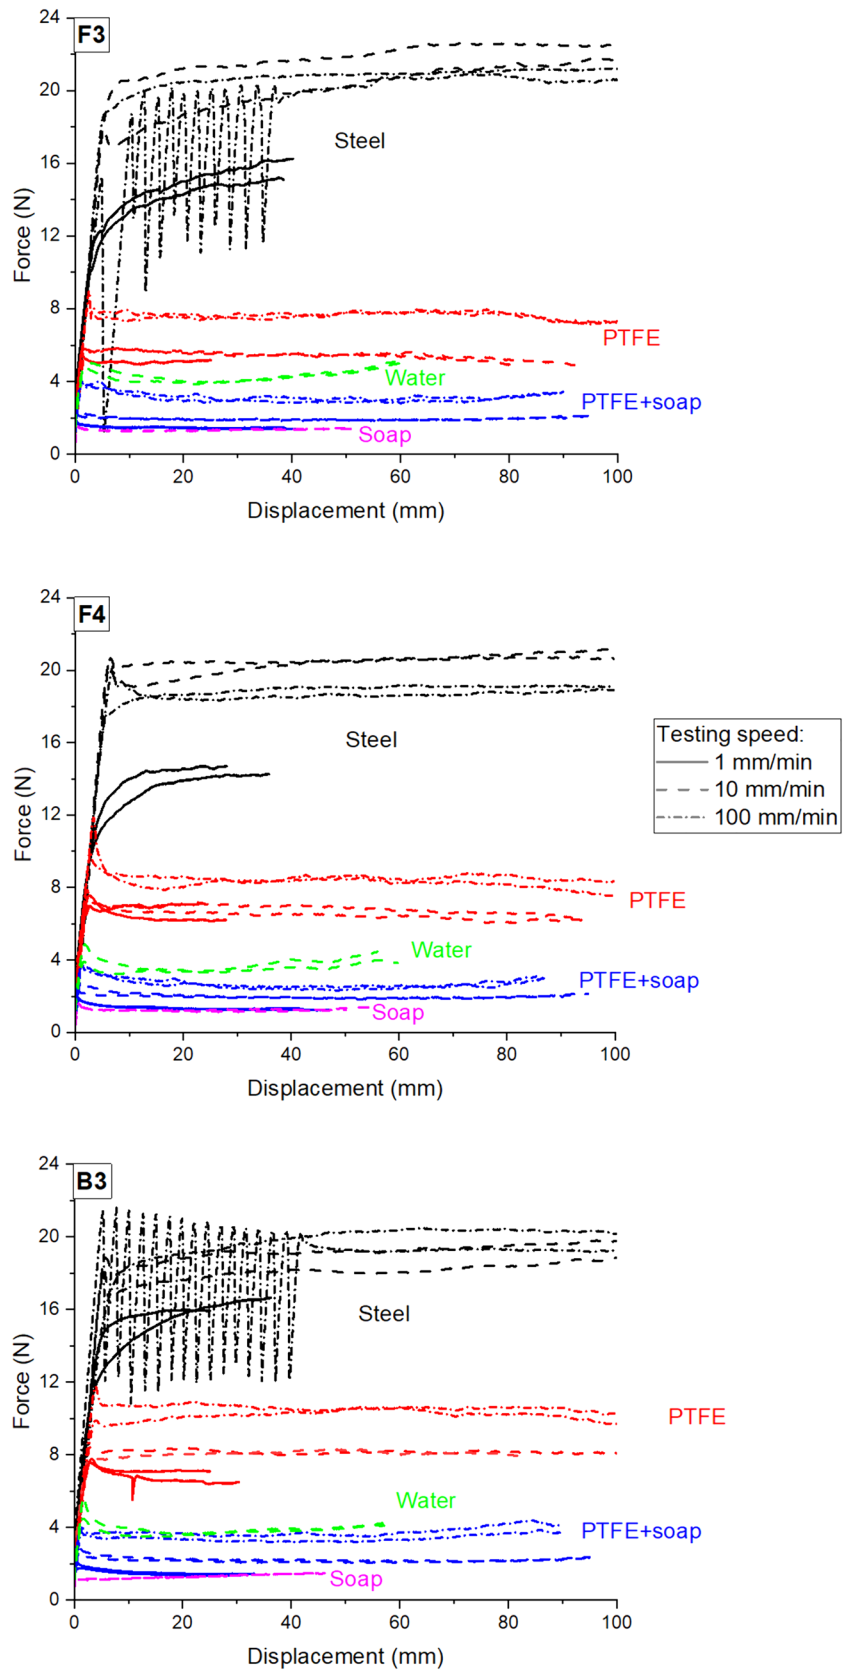 F3
24
20
16
12
8
4
0
Force (N)
Steel
PTFE
Water
PTFE+soap
Soap
0 20 40 60 80 100
Displacement (mm)
F4
24
20
16
12
8
4
0
Force (N)
Steel
PTFE
Water
PTFE+soap
Soap
0 20 40 60 80 100
Displacement (mm)
Testing speed:
1 mm/min
10 mm/min
100 mm/min
B3
24
20
16
12
8
4
0
Force (N)
Steel
PTFE
Water
PTFE+soap
Soap
0 20 40 60 80 100
Displacement (mm)